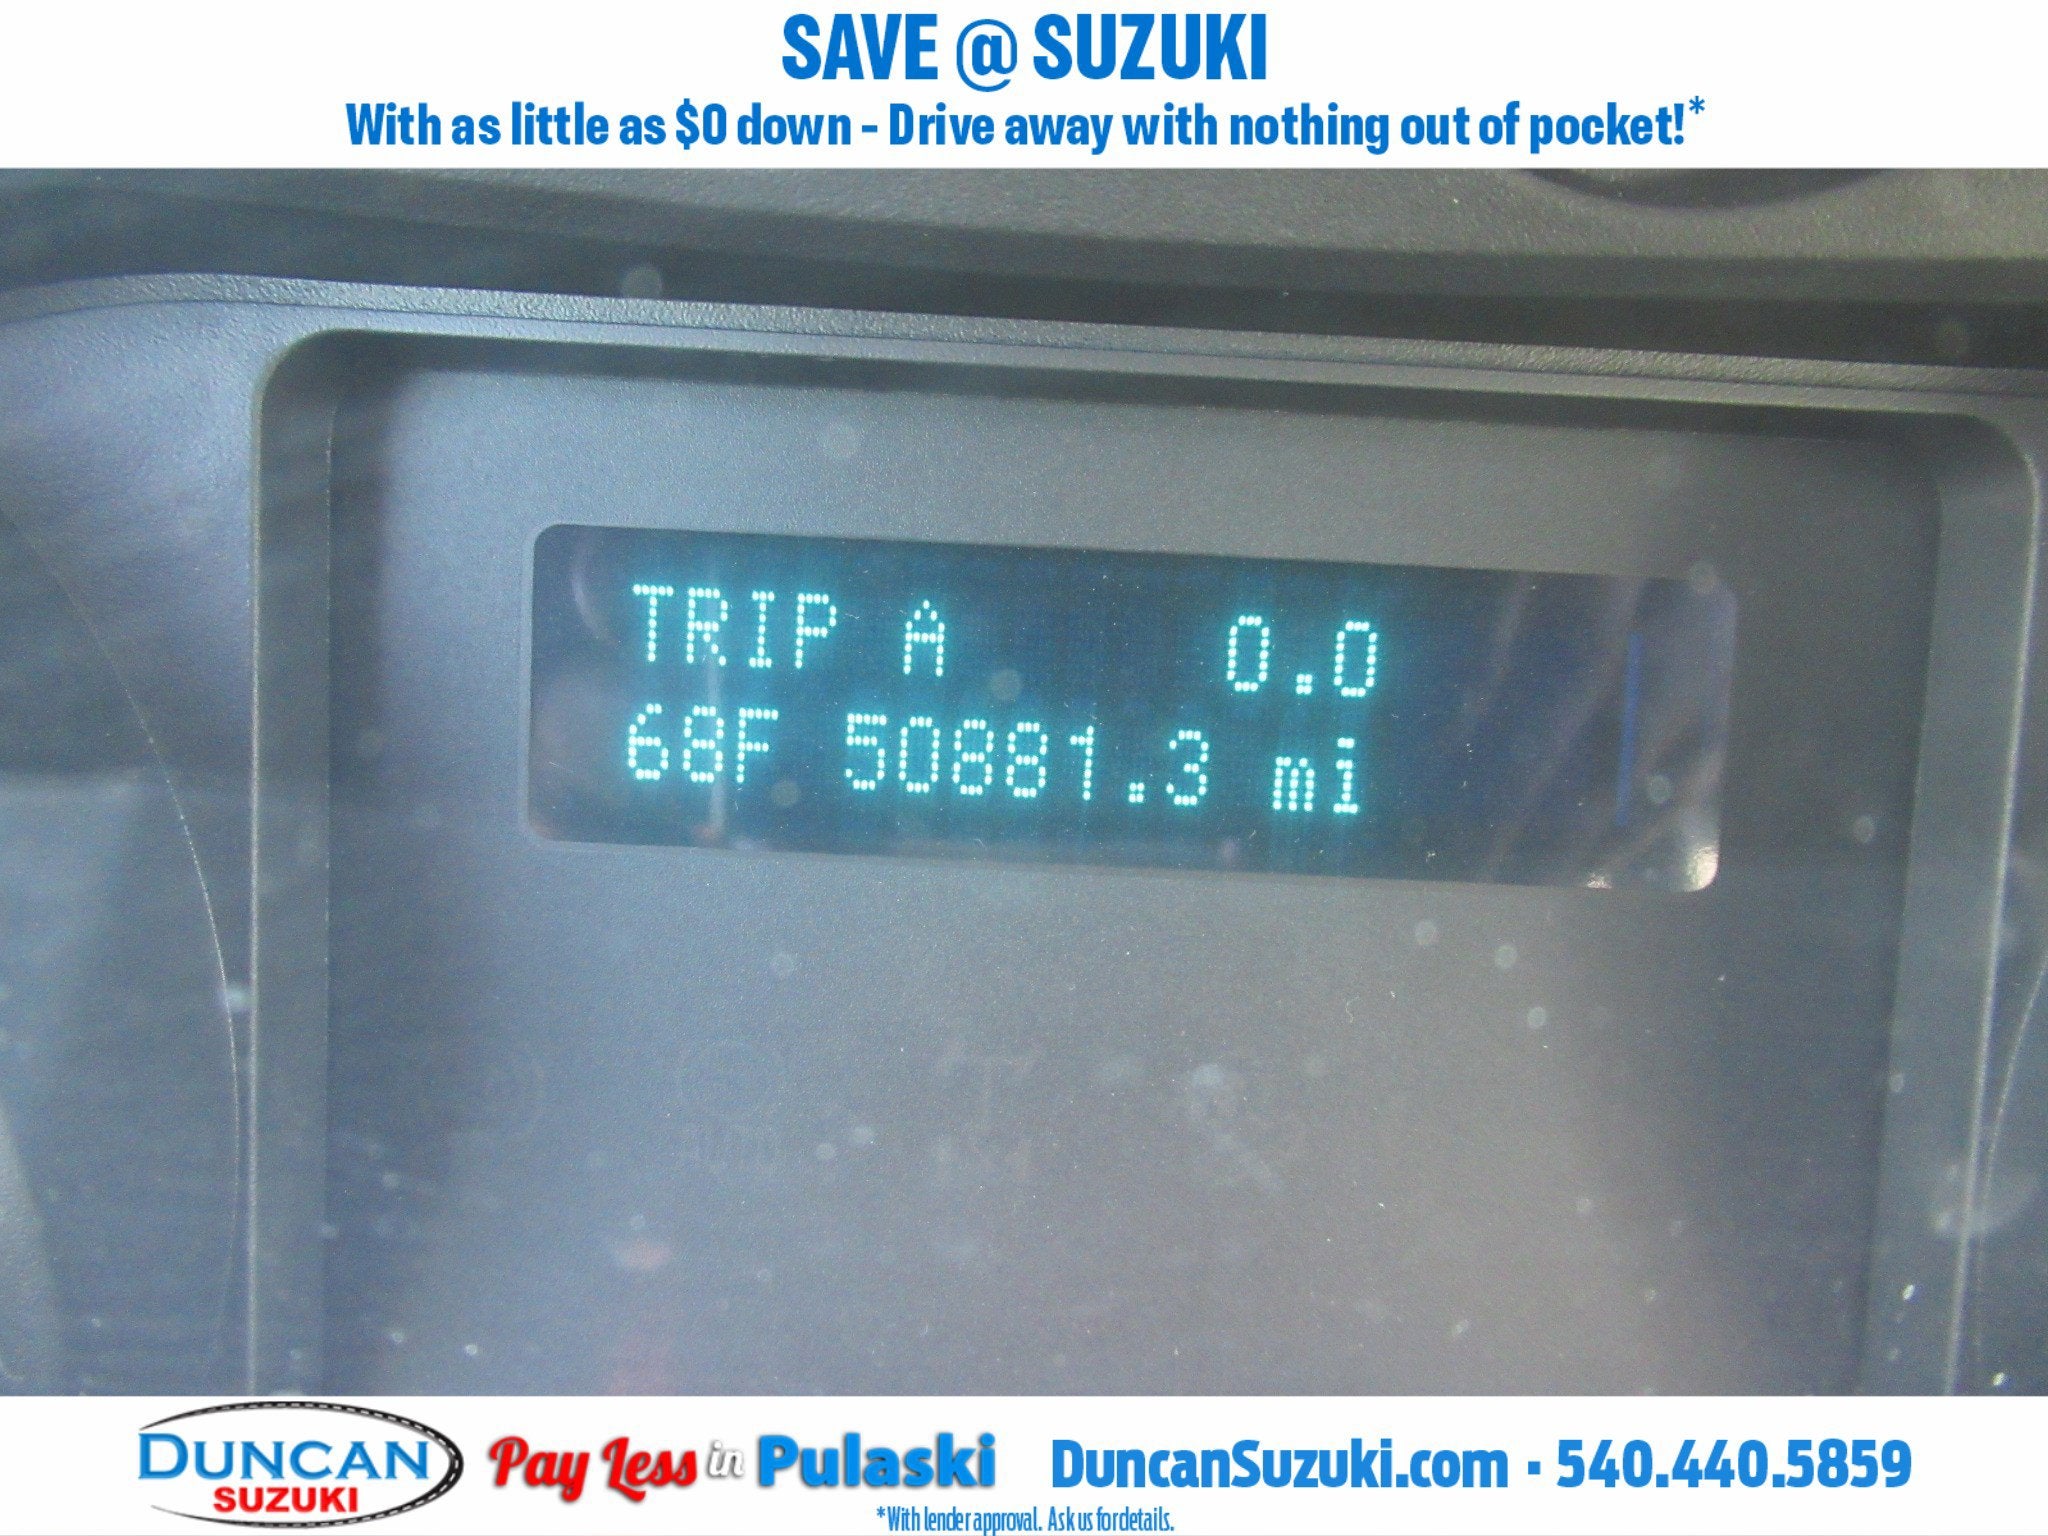 SAVE @ SUZUKI
With as little as $0 down - Drive away with nothing out of pocket!*
TRIP A 0.0
68F 50881.3 mi
DUNCAN
SUZUKI
Pay Less in Pulaski
DuncanSuzuki.com · 540.440.5859
*With lender approval. Ask us for details.